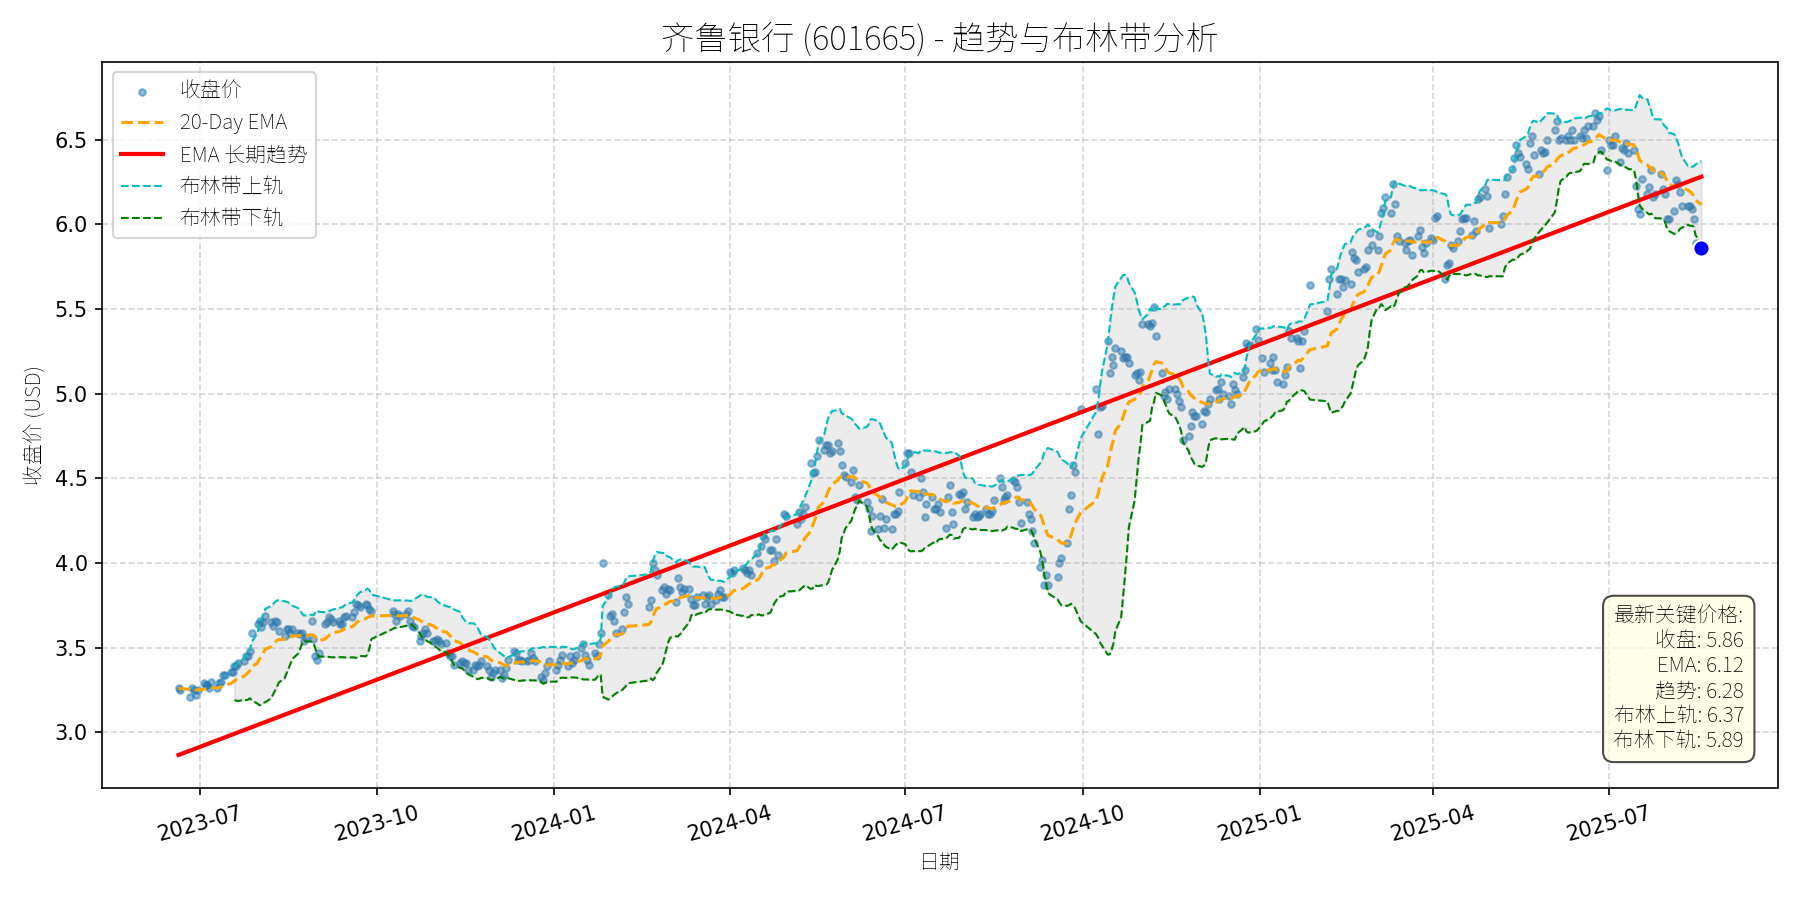 齐鲁银行 (601665) - 趋势与布林带分析
收盘价
20-Day EMA
EMA 长期趋势
布林带上轨
布林带下轨
收盘价 (USD)
6.5
6.0
5.5
5.0
4.5
4.0
3.5
3.0
最新关键价格:
收盘: 5.86
EMA: 6.12
趋势: 6.28
布林上轨: 6.37
布林下轨: 5.89
2023-07
2023-10
2024-01
2024-04
2024-07
2024-10
2025-01
2025-04
2025-07
日期